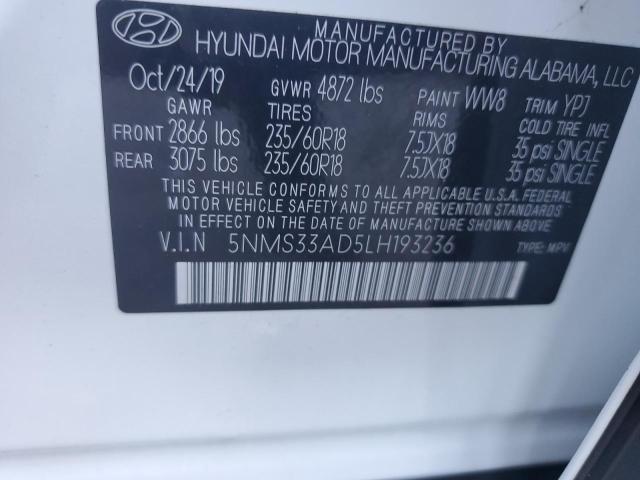 MANUFACTURED BY
HYUNDAI MOTOR MANUFACTURING ALABAMA, LLC
Oct/24/19 GVWR 4872 lbs PAINT WW8 TRIM YPJ
GAWR TIRES RIMS COLD TIRE INFL
FRONT 2866 lbs 235/60R18 7.5JX18 35 psi SINGLE
REAR 3075 lbs 235/60R18 7.5JX18 35 psi SINGLE
THIS VEHICLE CONFORMS TO ALL APPLICABLE U.S.A. FEDERAL
MOTOR VEHICLE SAFETY AND THEFT PREVENTION STANDARDS
IN EFFECT ON THE DATE OF MANUFACTURE SHOWN ABOVE.
V.I.N 5NMS33AD5LH193236 TYPE: MPV